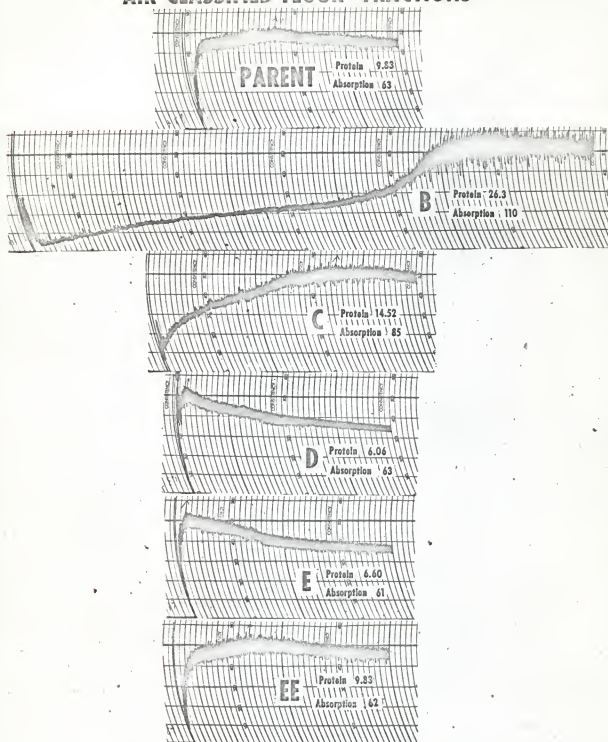 AIR CLASSIFIED FLOUR FRACTIONS
PARENT
Protein 9.83
Absorption 63
B
Protein 26.3
Absorption 110
C
Protein 14.52
Absorption 85
D
Protein 6.06
Absorption 63
E
Protein 6.60
Absorption 61
EE
Protein 9.83
Absorption 62